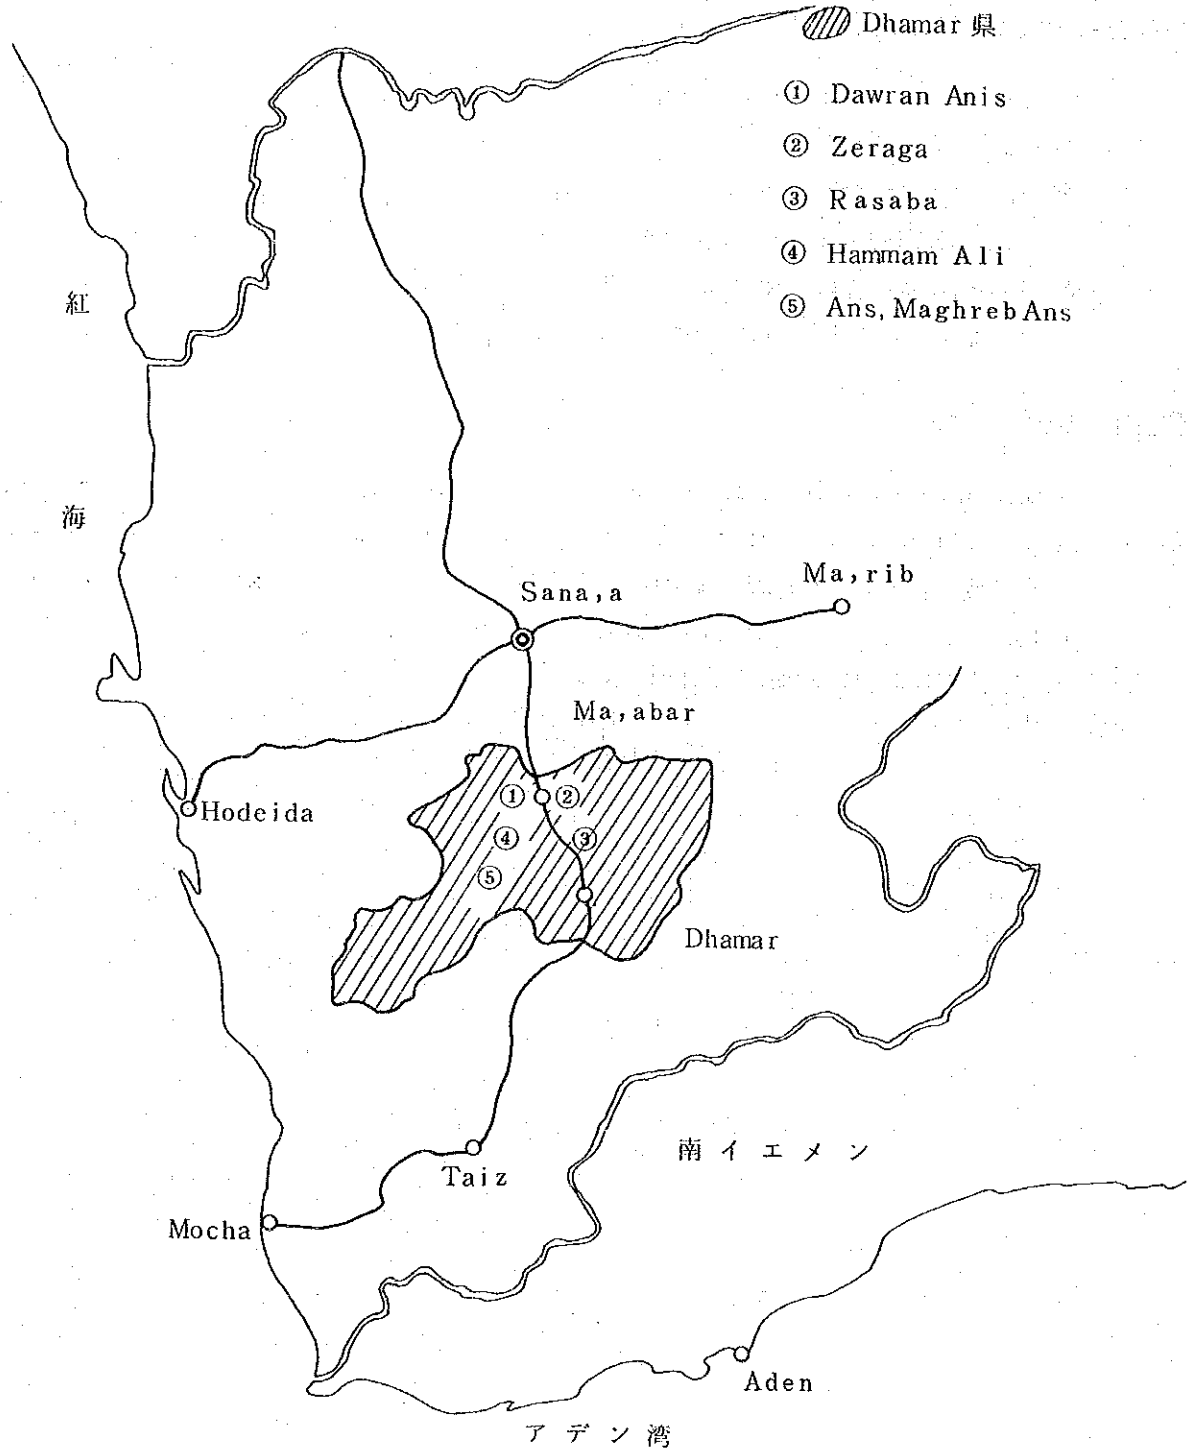 Dhamar 県
① Dawran Anis
② Zeraga
③ Rasaba
④ Hammam Ali
⑤ Ans, Maghreb Ans
紅海
Ma,rib
Sana,a
Ma,abar
① ②
Hodeida
④ ③
⑤
Dhamar
南イエメン
Taiz
Mocha
Aden
アデン湾